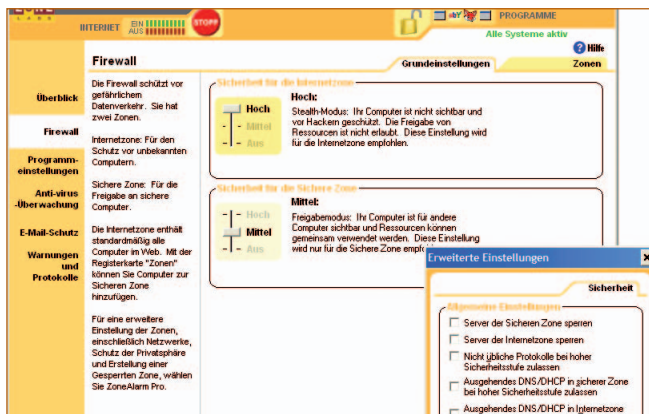 LABS
INTERNET EIN
AUS
STOPP
PROGRAMME
Alle Systeme aktiv
? Hilfe
Firewall
Grundeinstellungen
Zonen
Überblick
Firewall
Programm-
einstellungen
Anti-virus
-Überwachung
E-Mail-Schutz
Warnungen
und
Protokolle
Die Firewall schützt vor
gefährlichem
Datenverkehr. Sie hat
zwei Zonen.
Internetzone: Für den
Schutz vor unbekannten
Computern.
Sichere Zone: Für die
Freigabe an sichere
Computer.
Die Internetzone enthält
standardmäßig alle
Computer im Web. Mit der
Registerkarte "Zonen"
können Sie Computer zur
Sicheren Zone
hinzufügen.
Für eine erweitere
Einstellung der Zonen,
einschließlich Netzwerke,
Schutz der Privatsphäre
und Erstellung einer
Gesperrten Zone, wählen
Sie ZoneAlarm Pro.
Sicherheit für die Internetzone
Hoch
Mittel
Aus
Hoch:
Stealth-Modus: Ihr Computer ist nicht sichtbar und
vor Hackern geschützt. Die Freigabe von
Ressourcen ist nicht erlaubt. Diese Einstellung wird
für die Internetzone empfohlen.
Sicherheit für die Sichere Zone
Hoch
Mittel
Aus
Mittel:
Freigabemodus: Ihr Computer ist für andere
Computer sichtbar und Ressourcen können
gemeinsam verwendet werden. Diese Einstellung
wird nur für die Sichere Zone
Erweiterte Einstellungen
Sicherheit
Allgemeine Einstellungen
Server der Sicheren Zone sperren
Server der Internetzone sperren
Nicht übliche Protokolle bei hoher
Sicherheitsstufe zulassen
Ausgehendes DNS/DHCP in sicherer Zone
bei hoher Sicherheitsstufe zulassen
Ausgehendes DNS/DHCP in Internetzone